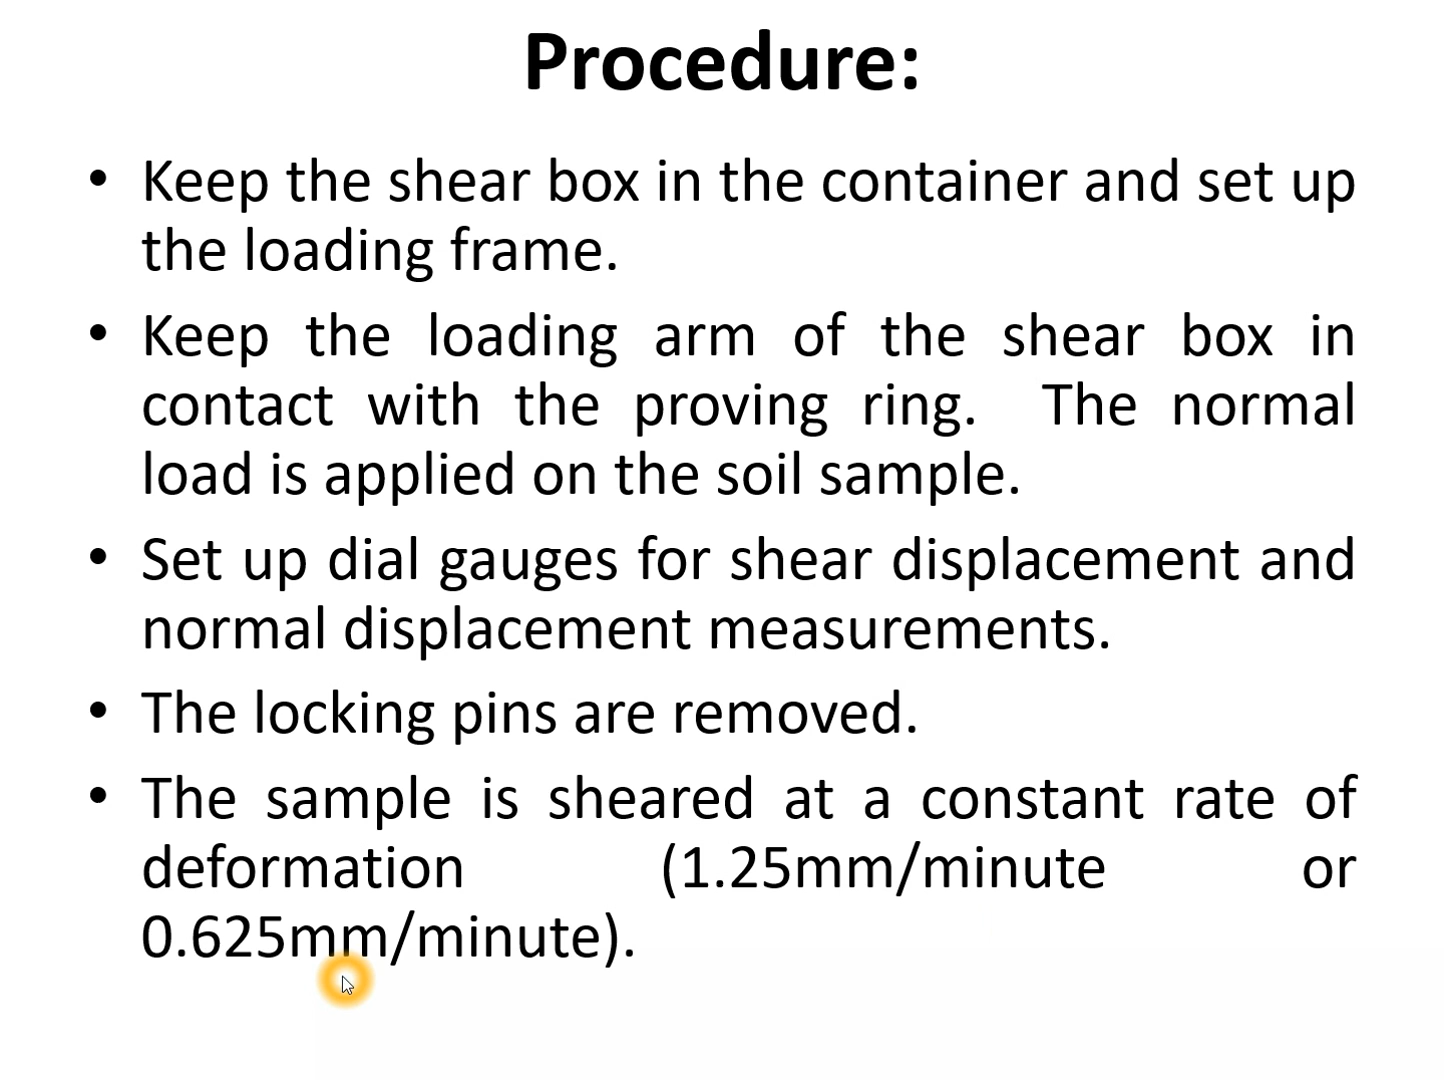 Procedure:
• Keep the shear box in the container and set up
the loading frame.
• Keep the loading arm of the shear box in
contact with the proving ring. The normal
load is applied on the soil sample.
• Set up dial gauges for shear displacement and
normal displacement measurements.
• The locking pins are removed.
• The sample is sheared at a constant rate of
deformation (1.25mm/minute or
0.625mm/minute).